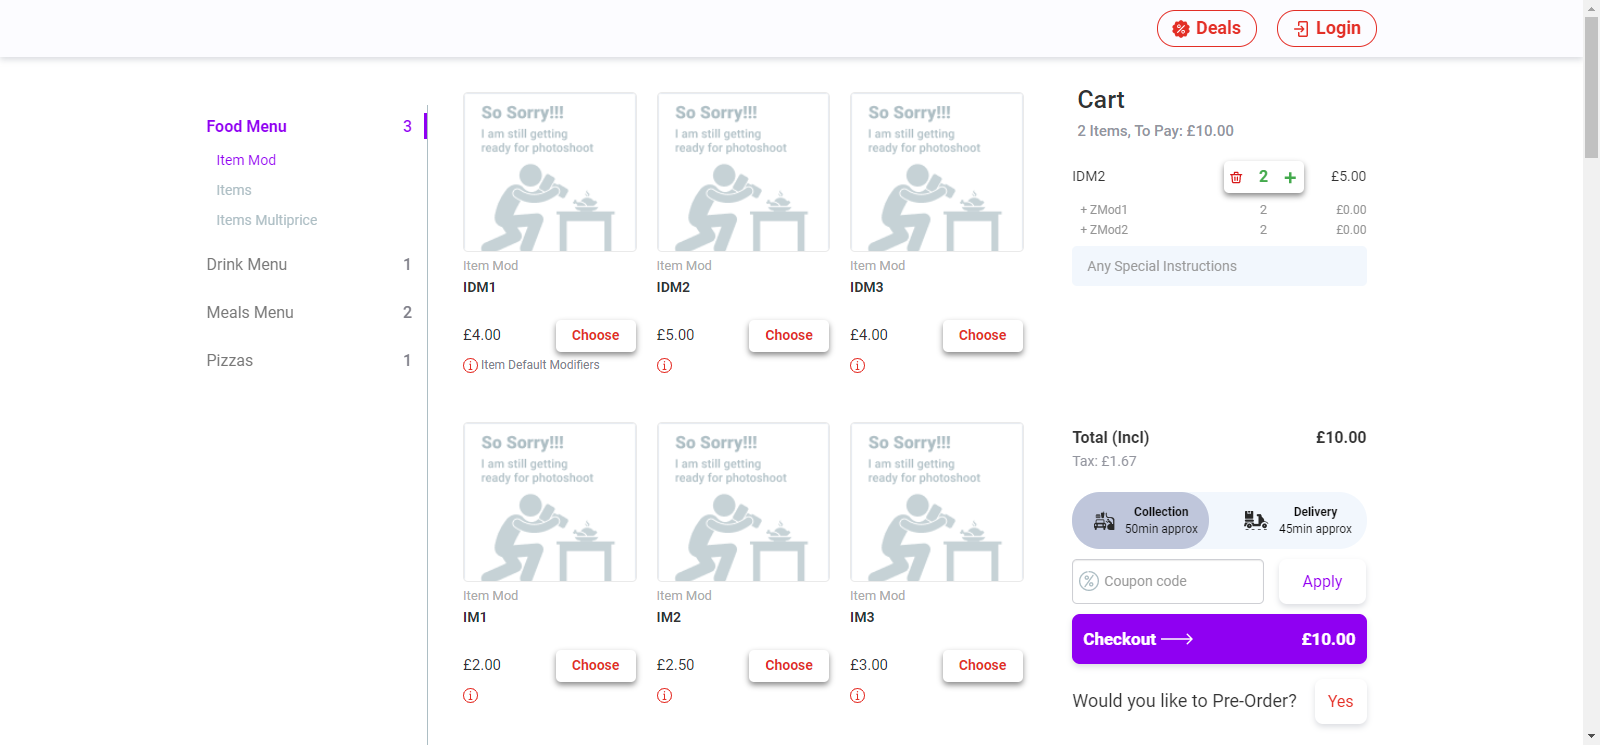 Deals
Login
Food Menu 3
Item Mod
Items
Items Multiprice
Drink Menu 1
Meals Menu 2
Pizzas 1
So Sorry!!!
I am still getting
ready for photoshoot
Item Mod
IDM1
£4.00 Choose
Item Default Modifiers
So Sorry!!!
I am still getting
ready for photoshoot
Item Mod
IDM2
£5.00 Choose
So Sorry!!!
I am still getting
ready for photoshoot
Item Mod
IDM3
£4.00 Choose
So Sorry!!!
I am still getting
ready for photoshoot
Item Mod
IM1
£2.00 Choose
So Sorry!!!
I am still getting
ready for photoshoot
Item Mod
IM2
£2.50 Choose
So Sorry!!!
I am still getting
ready for photoshoot
Item Mod
IM3
£3.00 Choose
Cart
2 Items, To Pay: £10.00
IDM2 2 + £5.00
+ ZMod1 2 £0.00
+ ZMod2 2 £0.00
Any Special Instructions
Total (Incl) £10.00
Tax: £1.67
Collection
50min approx
Delivery
45min approx
Coupon code
Apply
Checkout £10.00
Would you like to Pre-Order? Yes